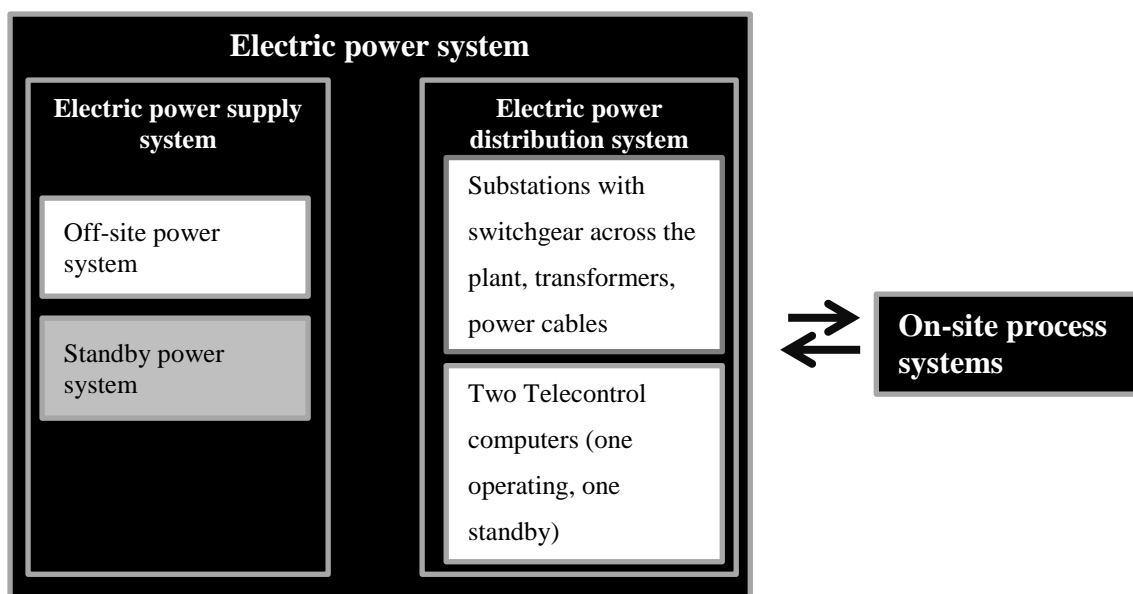 Electric power system
Electric power supply
system
Off-site power
system
Standby power
system
Electric power
distribution system
Substations with
switchgear across the
plant, transformers,
power cables
Two Telecontrol
computers (one
operating, one
standby)
On-site process
systems